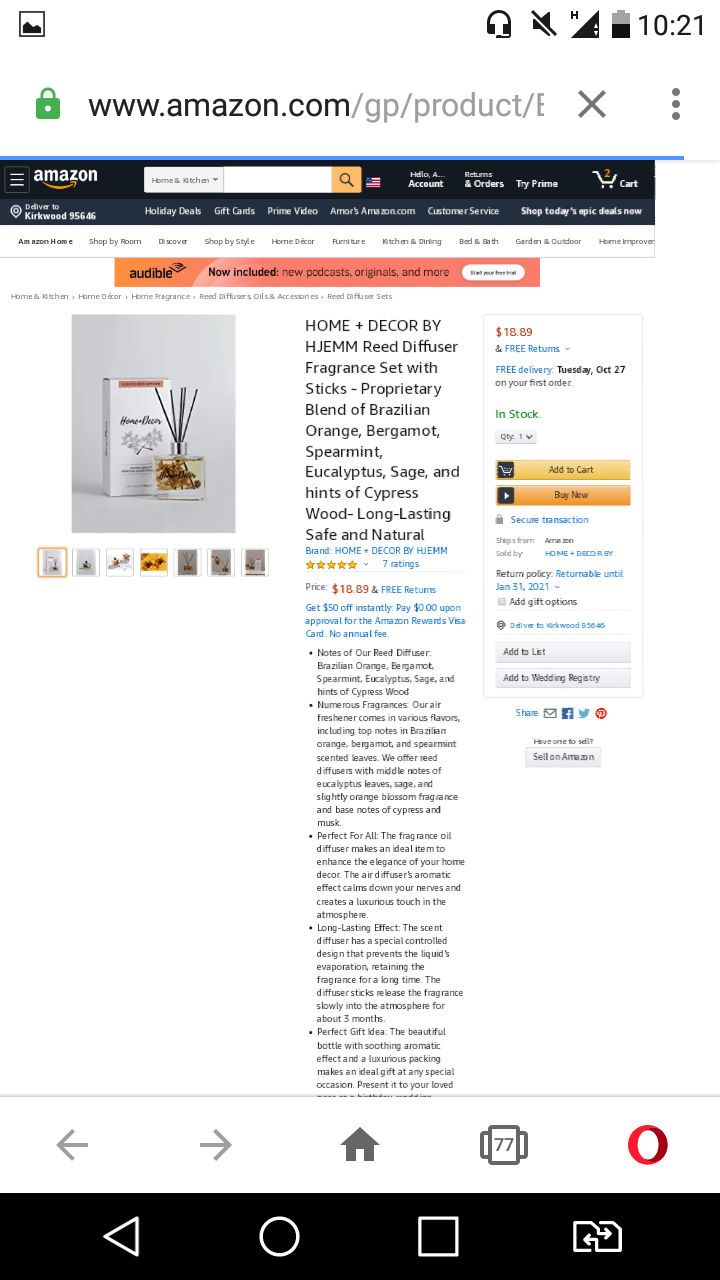 H
10:21
www.amazon.com/gp/product/
amazon
Home & Kitchen
Hello, A...
Account
Returns
& Orders
Try Prime
2
Cart
Deliver to
Kirkwood 95646
Holiday Deals Gift Cards Prime Video Amor's Amazon.com Customer Service
Shop today's epic deals now
Amazon Home Shop by Room Discover Shop by Style Home Décor Furniture Kitchen & Dining Bed & Bath Garden & Outdoor Home Improver
audible Now included: new podcasts, originals, and more Start your free trial
Home & Kitchen › Home Décor › Home Fragrance › Reed Diffusers, Oils & Accessories › Reed Diffuser Sets
Home+Decor
HOME + DECOR BY
HJEMM Reed Diffuser
Fragrance Set with
Sticks - Proprietary
Blend of Brazilian
Orange, Bergamot,
Spearmint,
Eucalyptus, Sage, and
hints of Cypress
Wood- Long-Lasting
Safe and Natural
Brand: HOME + DECOR BY HJEMM
7 ratings
Price: $18.89 & FREE Returns
Get $50 off instantly: Pay $0.00 upon
approval for the Amazon Rewards Visa
Card. No annual fee.
• Notes of Our Reed Diffuser:
Brazilian Orange, Bergamot,
Spearmint, Eucalyptus, Sage, and
hints of Cypress Wood
• Numerous Fragrances: Our air
freshener comes in various flavors,
including top notes in Brazilian
orange, bergamot, and spearmint
scented leaves. We offer reed
diffusers with middle notes of
eucalyptus leaves, sage, and
slightly orange blossom fragrance
and base notes of cypress and
musk.
• Perfect For All: The fragrance oil
diffuser makes an ideal item to
enhance the elegance of your home
decor. The air diffuser's aromatic
effect calms down your nerves and
creates a luxurious touch in the
atmosphere.
• Long-Lasting Effect: The scent
diffuser has a special controlled
design that prevents the liquid's
evaporation, retaining the
fragrance for a long time. The
diffuser sticks release the fragrance
slowly into the atmosphere for
about 3 months.
• Perfect Gift Idea: The beautiful
bottle with soothing aromatic
effect and a luxurious packing
makes an ideal gift at any special
occasion. Present it to your loved
$18.89
& FREE Returns
FREE delivery: Tuesday, Oct 27
on your first order.
In Stock.
Qty: 1
Add to Cart
Buy Now
Secure transaction
Ships from Amazon
Sold by HOME + DECOR BY
Return policy: Returnable until
Jan 31, 2021
Add gift options
Deliver to Kirkwood 95646
Add to List
Add to Wedding Registry
Share
Have one to sell?
Sell on Amazon
77